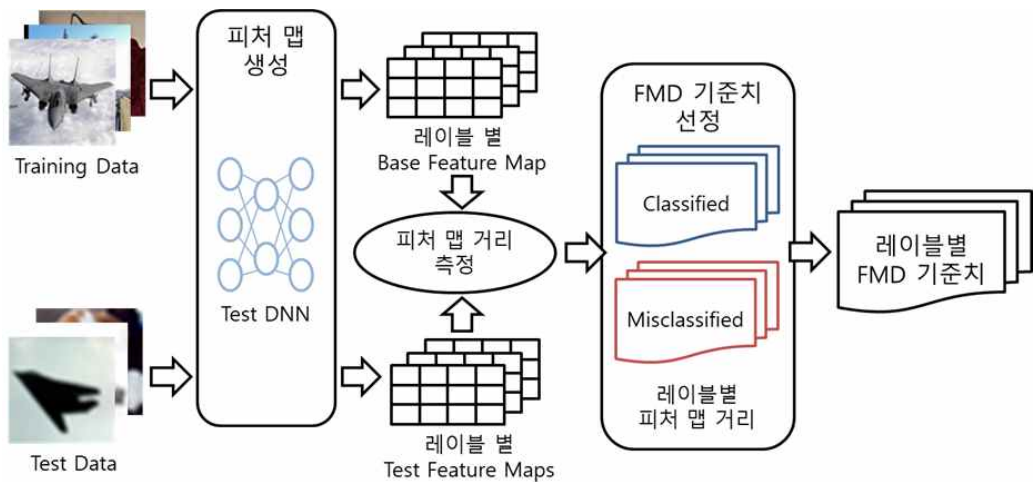 Training Data
Test Data
피처 맵
생성
Test DNN
레이블 별
Base Feature Map
피처 맵 거리
측정
레이블 별
Test Feature Maps
FMD 기준치
선정
Classified
Misclassified
레이블별
피처 맵 거리
레이블별
FMD 기준치